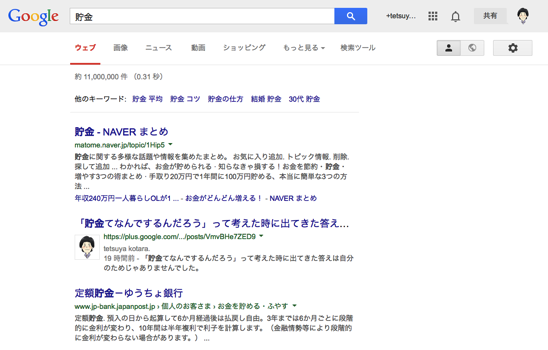 Google 貯金 +tetsuy... 共有
ウェブ 画像 ニュース 動画 ショッピング もっと見る 検索ツール
約 11,000,000 件 （0.31 秒）
他のキーワード: 貯金 平均 貯金 コツ 貯金の仕方 結婚 貯金 30代 貯金
貯金 - NAVER まとめ
matome.naver.jp/topic/1Hip5
貯金に関する多様な話題や情報を集めたまとめ。 お気に入り追加. トピック情報. 削除.
探して追加 ... わかれば、お金が貯められる · 知らなきゃ損する！お金を節約・貯金・
増やす3つの術まとめ · 手取り20万円で1年間に100万円貯める、本当に簡単な3つの方
法 ...
年収240万円一人暮らしOLが1 ... - お金がどんどん増える！ - NAVER まとめ
「貯金てなんでするんだろう」って考えた時に出てきた答え...
https://plus.google.com/.../posts/VmvBHe7ZED9
tetsuya kotara.
19 時間前 - 「貯金てなんでするんだろう」って考えた時に出てきた答えは自分
のためじゃありませんでした。
定額貯金－ゆうちょ銀行
www.jp-bank.japanpost.jp › 個人のお客さま › お金を貯める・ふやす
定額貯金. 預入の日から起算して6か月経過後は払戻し自由。3年までは6か月ごとに段階
的に金利が変わり、10年間は半年複利で利子を計算します。（金融情勢等により段階的
に金利が変わらない場合があります。） ...